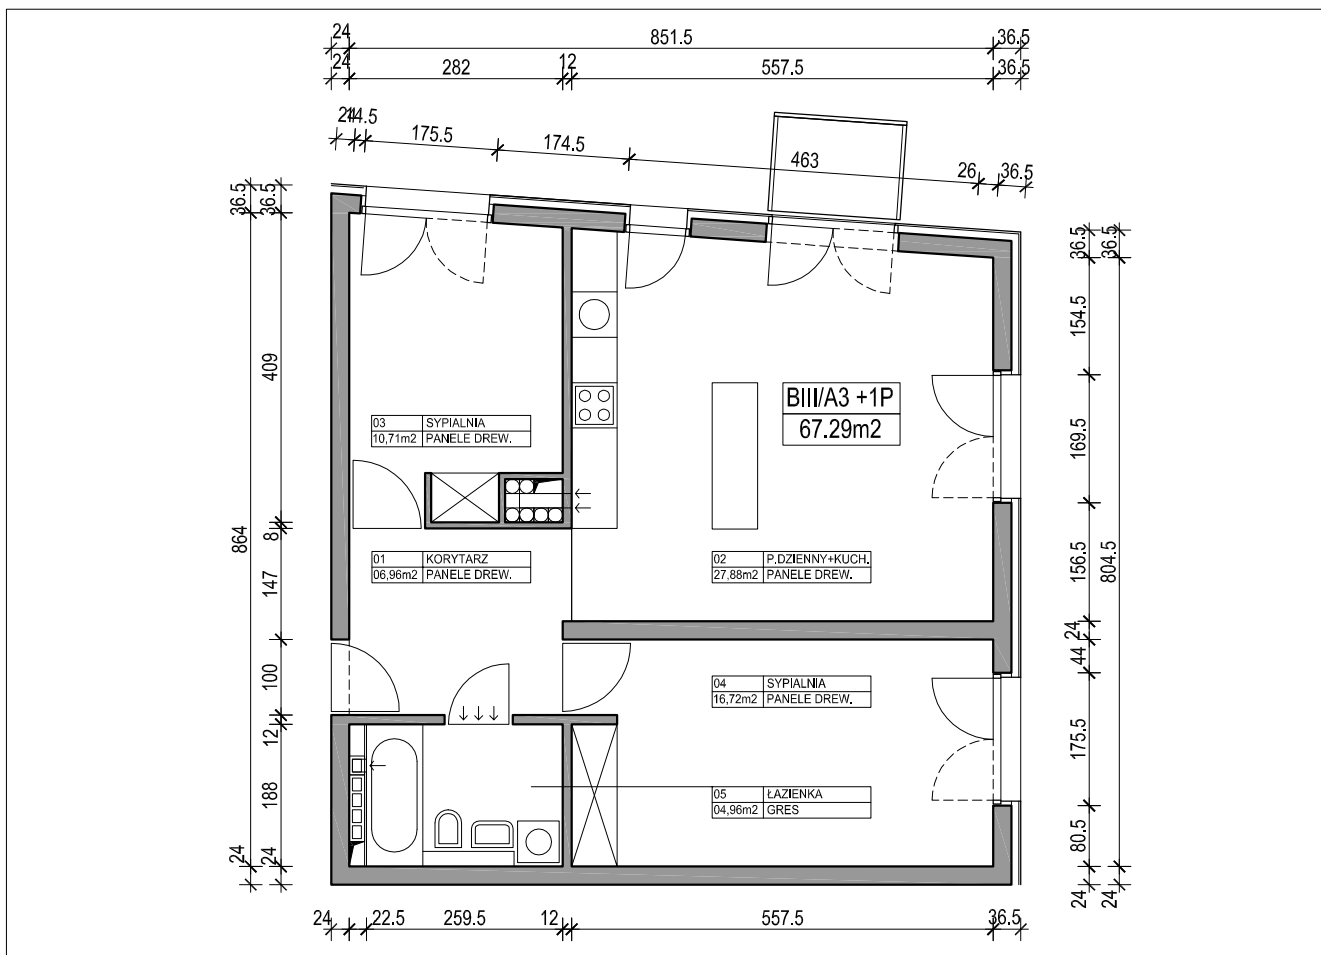 24 851.5 36.5
24 282 12 557.5 36.5
24 14.5 175.5 174.5 463 26 36.5
36.5 36.5
36.5 36.5
409
864
8
147
100
12
188
24 24
154.5
169.5
156.5
804.5
24
44
175.5
80.5
24 24
BIII/A3 +1P
67.29m2
03 SYPIALNIA
10,71m2 PANELE DREW.
01 KORYTARZ
06,96m2 PANELE DREW.
02 P.DZIENNY+KUCH.
27,88m2 PANELE DREW.
04 SYPIALNIA
16,72m2 PANELE DREW.
05 ŁAZIENKA
04,96m2 GRES
24 22.5 259.5 12 557.5 36.5